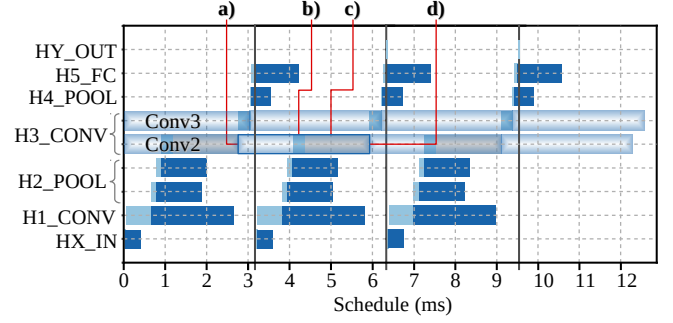 a) b) c) d)
HY_OUT
H5_FC
H4_POOL
Conv3
H3_CONV
Conv2
H2_POOL
H1_CONV
HX_IN
0 1 2 3 4 5 6 7 8 9 10 11 12
Schedule (ms)